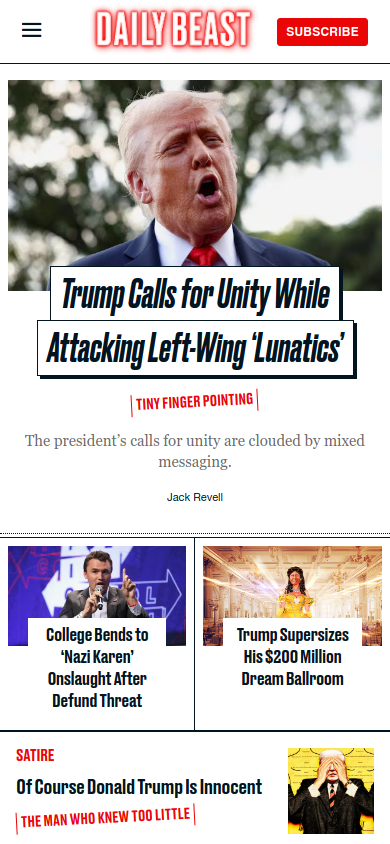 DAILY BEAST
SUBSCRIBE
Trump Calls for Unity While
Attacking Left-Wing ‘Lunatics’
TINY FINGER POINTING
The president’s calls for unity are clouded by mixed
messaging.
Jack Revell
College Bends to
‘Nazi Karen’
Onslaught After
Defund Threat
Trump Supersizes
His $200 Million
Dream Ballroom
SATIRE
Of Course Donald Trump Is Innocent
THE MAN WHO KNEW TOO LITTLE